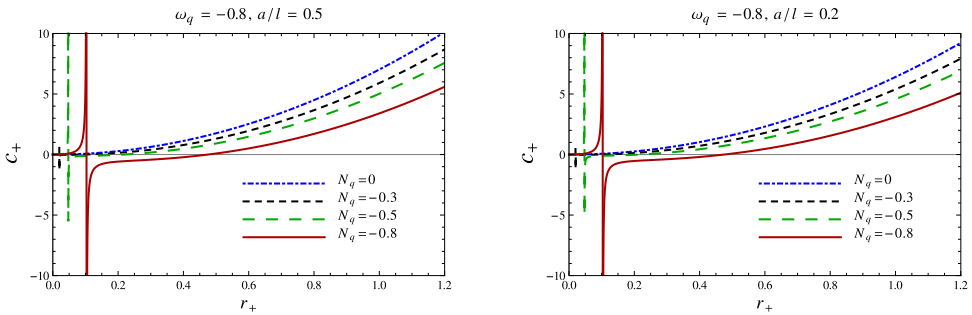 ω_q = −0.8, a/l = 0.5
10
5
0
−5
−10
c_+
N_q=0
N_q=−0.3
N_q=−0.5
N_q=−0.8
0.0 0.2 0.4 0.6 0.8 1.0 1.2
r_+
ω_q = −0.8, a/l = 0.2
10
5
0
−5
−10
c_+
N_q=0
N_q=−0.3
N_q=−0.5
N_q=−0.8
0.0 0.2 0.4 0.6 0.8 1.0 1.2
r_+